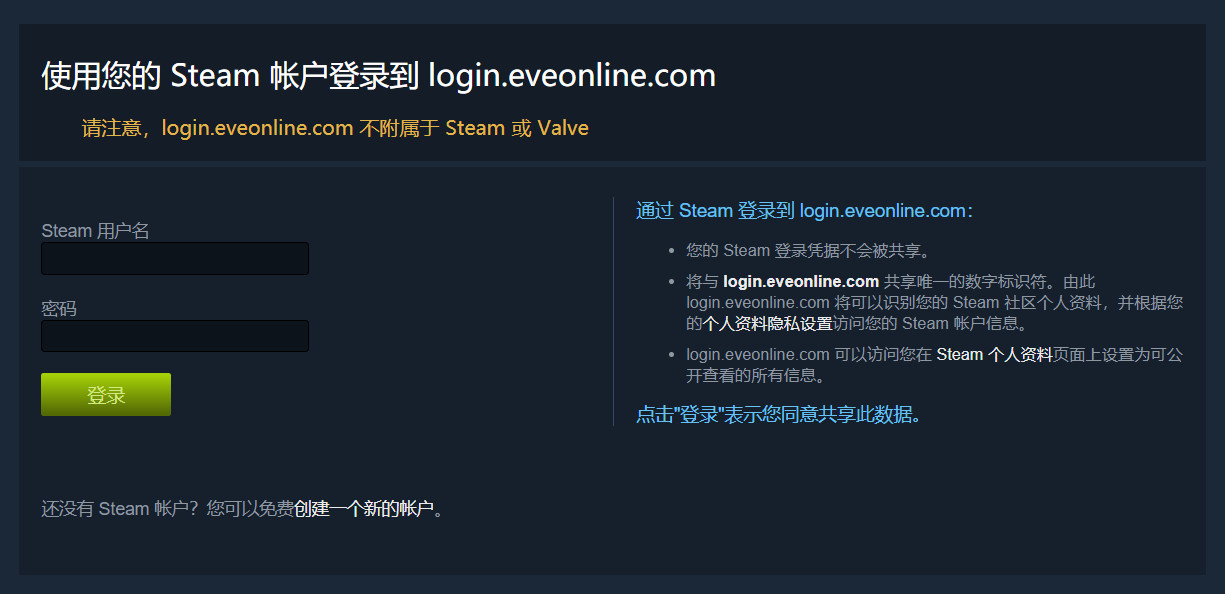 使用您的 Steam 帐户登录到 login.eveonline.com
请注意，login.eveonline.com 不附属于 Steam 或 Valve
Steam 用户名
密码
登录
通过 Steam 登录到 login.eveonline.com：
您的 Steam 登录凭据不会被共享。
将与 login.eveonline.com 共享唯一的数字标识符。由此
login.eveonline.com 将可以识别您的 Steam 社区个人资料，并根据您
的个人资料隐私设置访问您的 Steam 帐户信息。
login.eveonline.com 可以访问您在 Steam 个人资料页面上设置为可公
开查看的所有信息。
点击"登录"表示您同意共享此数据。
还没有 Steam 帐户？您可以免费创建一个新的帐户。